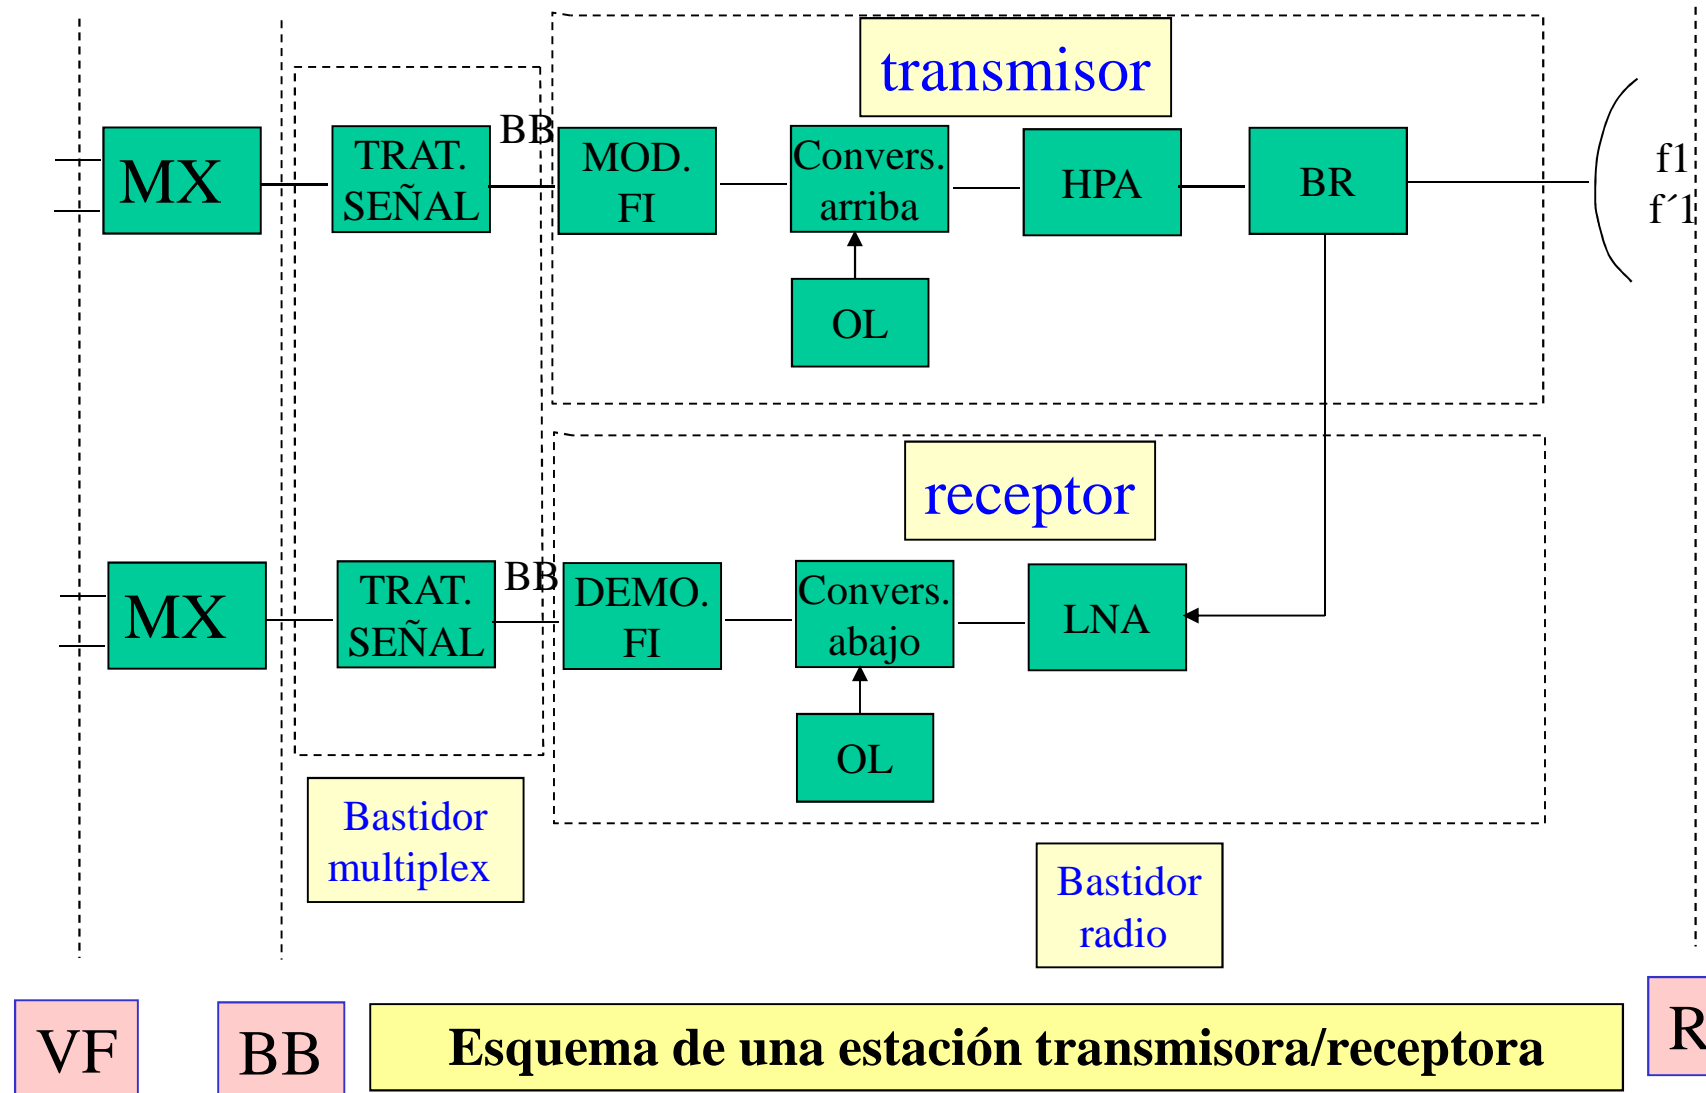 transmisor
MX
TRAT.
SEÑAL
BB
MOD.
FI
Convers.
arriba
HPA
BR
f1
f´1
OL
receptor
MX
TRAT.
SEÑAL
BB
DEMO.
FI
Convers.
abajo
LNA
OL
Bastidor
multiplex
Bastidor
radio
VF
BB
Esquema de una estación transmisora/receptora
R